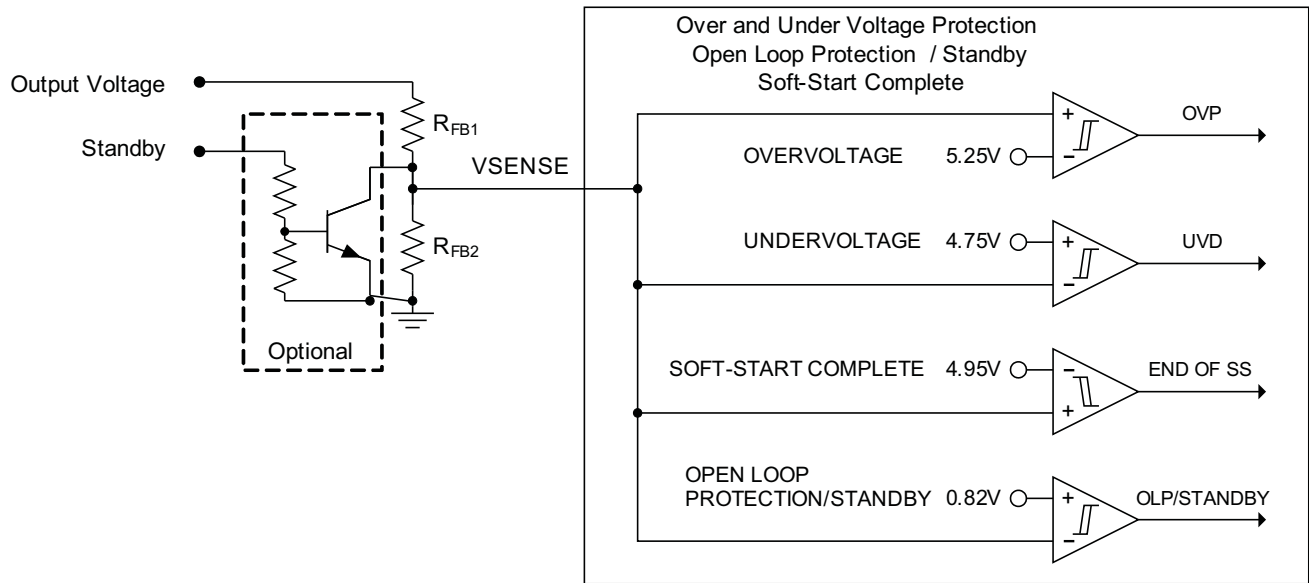 Over and Under Voltage Protection
Open Loop Protection / Standby
Soft-Start Complete
Output Voltage
Standby
Optional
RFB1
RFB2
VSENSE
OVERVOLTAGE 5.25V
+
−
OVP
UNDERVOLTAGE 4.75V
+
−
UVD
SOFT-START COMPLETE 4.95V
−
+
END OF SS
OPEN LOOP
PROTECTION/STANDBY 0.82V
+
−
OLP/STANDBY